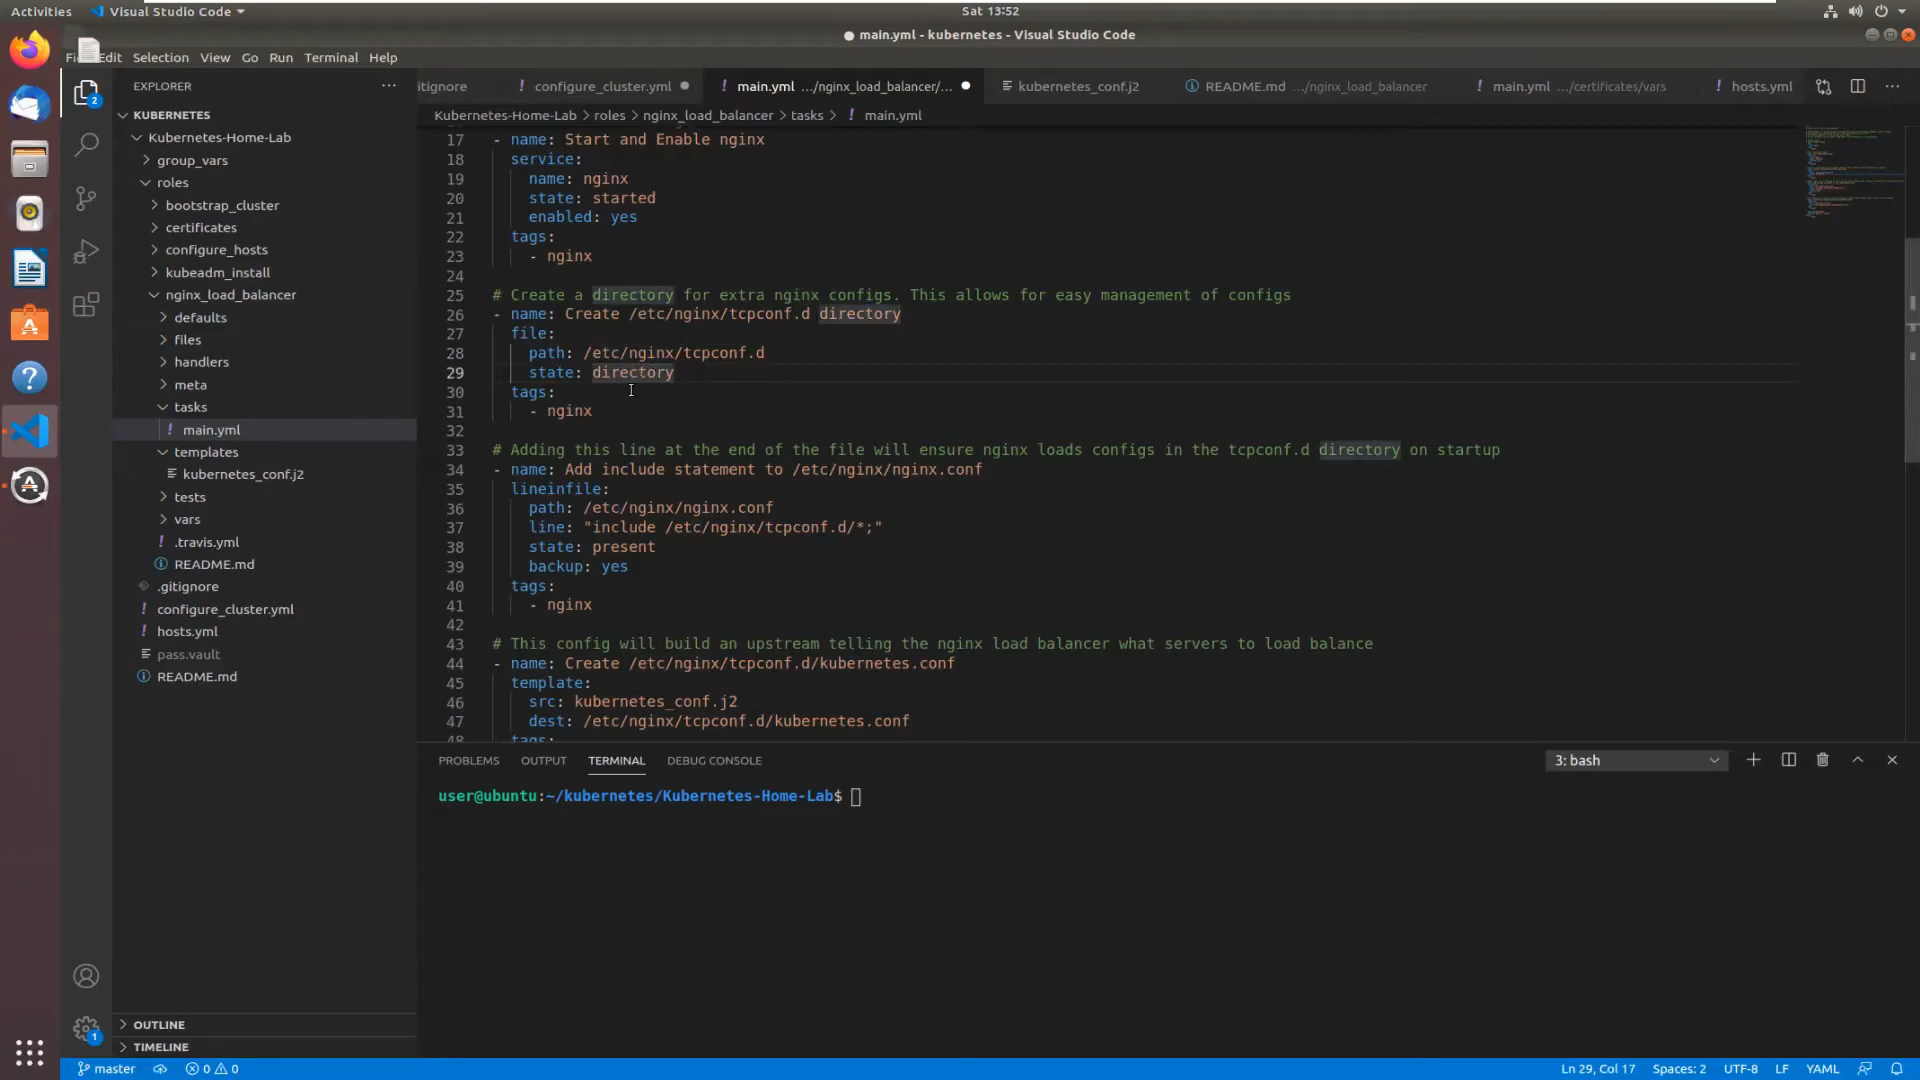 Activities
Visual Studio Code
Sat 13:52
main.yml - kubernetes - Visual Studio Code
Edit Selection View Go Run Terminal Help
EXPLORER
KUBERNETES
Kubernetes-Home-Lab
group_vars
roles
bootstrap_cluster
certificates
configure_hosts
kubeadm_install
nginx_load_balancer
defaults
files
handlers
meta
tasks
! main.yml
templates
kubernetes_conf.j2
tests
vars
! .travis.yml
README.md
.gitignore
! configure_cluster.yml
! hosts.yml
pass.vault
README.md
OUTLINE
TIMELINE
2
1
itignore
! configure_cluster.yml
! main.yml .../nginx_load_balancer/...
kubernetes_conf.j2
README.md .../nginx_load_balancer
! main.yml .../certificates/vars
! hosts.yml
Kubernetes-Home-Lab > roles > nginx_load_balancer > tasks > ! main.yml
17 - name: Start and Enable nginx
18 service:
19 name: nginx
20 state: started
21 enabled: yes
22 tags:
23 - nginx
24
25 # Create a directory for extra nginx configs. This allows for easy management of configs
26 - name: Create /etc/nginx/tcpconf.d directory
27 file:
28 path: /etc/nginx/tcpconf.d
29 state: directory
30 tags:
31 - nginx
32
33 # Adding this line at the end of the file will ensure nginx loads configs in the tcpconf.d directory on startup
34 - name: Add include statement to /etc/nginx/nginx.conf
35 lineinfile:
36 path: /etc/nginx/nginx.conf
37 line: "include /etc/nginx/tcpconf.d/*;"
38 state: present
39 backup: yes
40 tags:
41 - nginx
42
43 # This config will build an upstream telling the nginx load balancer what servers to load balance
44 - name: Create /etc/nginx/tcpconf.d/kubernetes.conf
45 template:
46 src: kubernetes_conf.j2
47 dest: /etc/nginx/tcpconf.d/kubernetes.conf
48 tags:
PROBLEMS OUTPUT TERMINAL DEBUG CONSOLE
3: bash
user@ubuntu:~/kubernetes/Kubernetes-Home-Lab$
master
0 0
Ln 29, Col 17 Spaces: 2 UTF-8 LF YAML